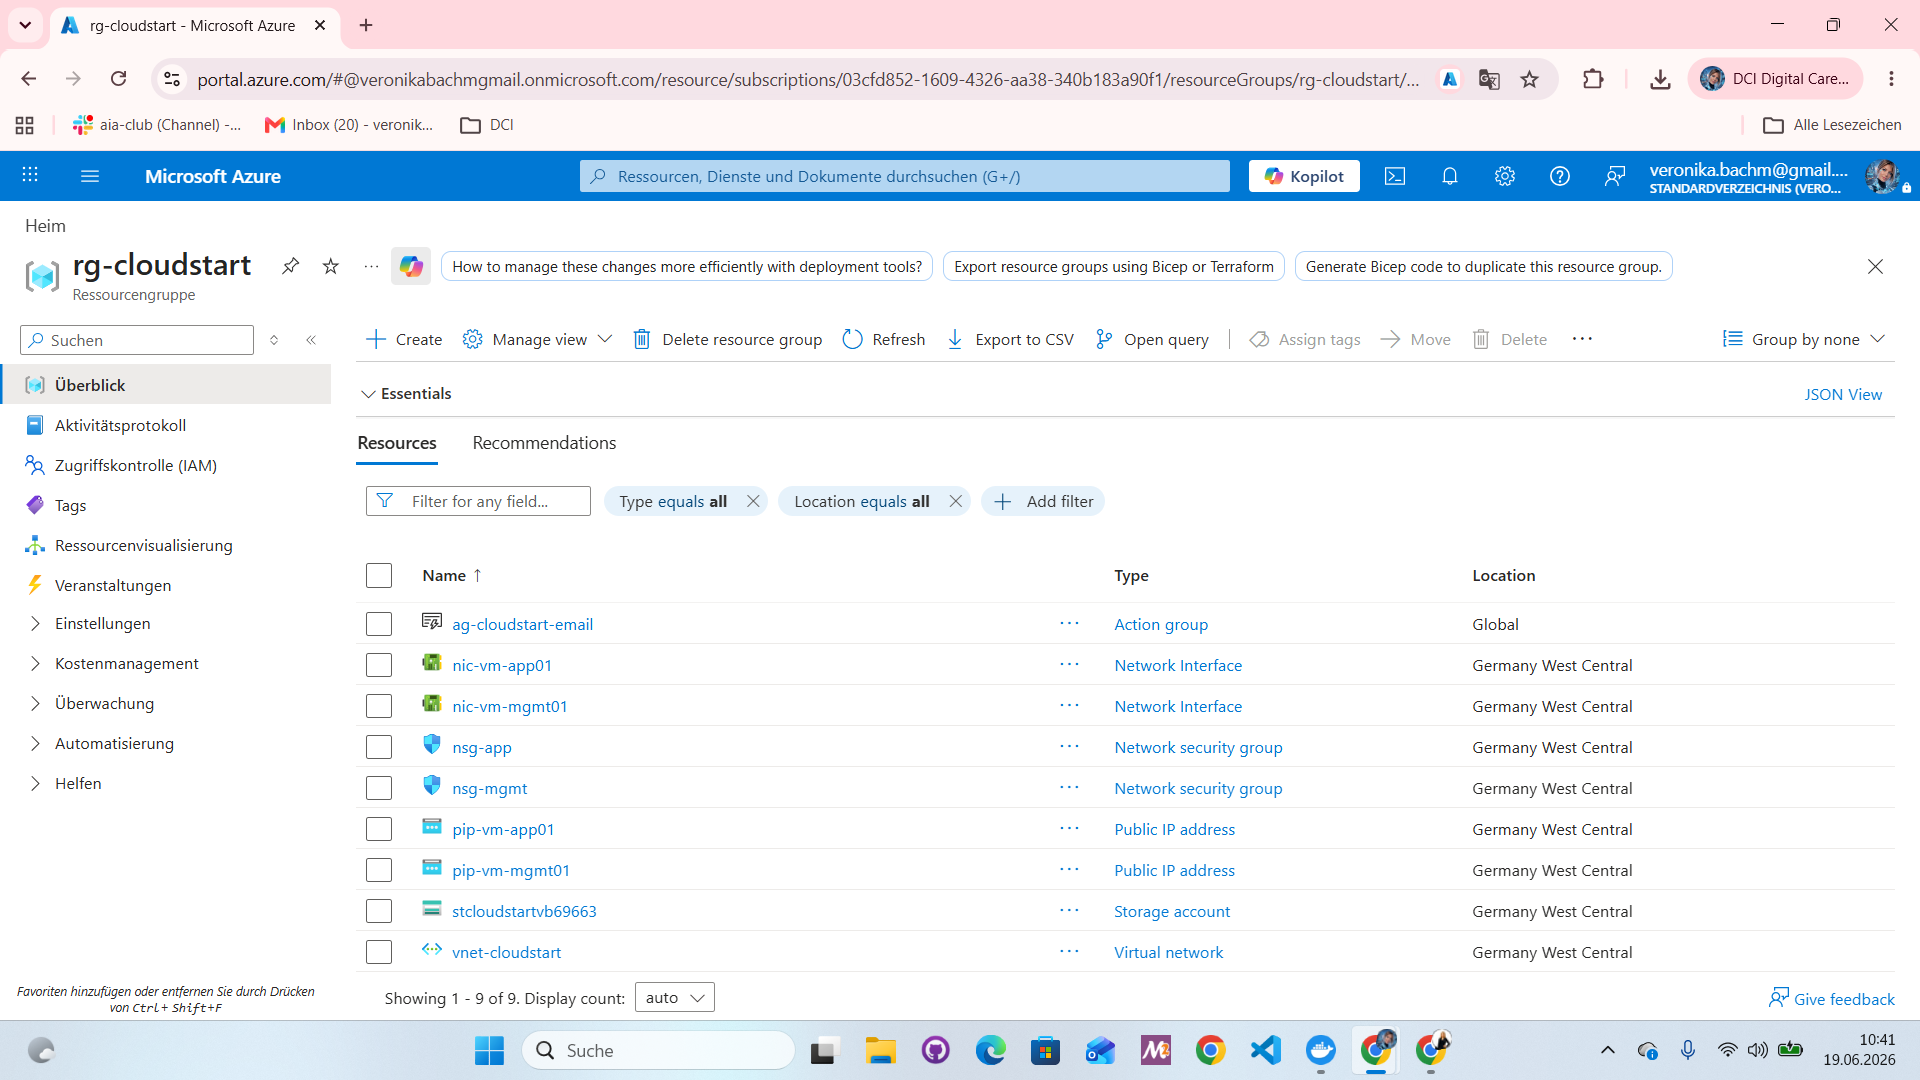 rg-cloudstart - Microsoft Azure
portal.azure.com/#@veronikabachmgmail.onmicrosoft.com/resource/subscriptions/03cfd852-1609-4326-aa38-340b183a90f1/resourceGroups/rg-cloudstart/...
DCI Digital Care...
aia-club (Channel) -...
Inbox (20) - veronik...
DCI
Alle Lesezeichen
Microsoft Azure
Ressourcen, Dienste und Dokumente durchsuchen (G+/)
Kopilot
veronika.bachm@gmail....
STANDARDVERZEICHNIS (VERO...
Heim
rg-cloudstart
Ressourcengruppe
How to manage these changes more efficiently with deployment tools?
Export resource groups using Bicep or Terraform
Generate Bicep code to duplicate this resource group.
Suchen
Create
Manage view
Delete resource group
Refresh
Export to CSV
Open query
Assign tags
Move
Delete
Group by none
Überblick
Aktivitätsprotokoll
Zugriffskontrolle (IAM)
Tags
Ressourcenvisualisierung
Veranstaltungen
Einstellungen
Kostenmanagement
Überwachung
Automatisierung
Helfen
Favoriten hinzufügen oder entfernen Sie durch Drücken
von Ctrl+Shift+F
Essentials
JSON View
Resources
Recommendations
Filter for any field...
Type equals all
Location equals all
Add filter
Name ↑ Type Location
ag-cloudstart-email Action group Global
nic-vm-app01 Network Interface Germany West Central
nic-vm-mgmt01 Network Interface Germany West Central
nsg-app Network security group Germany West Central
nsg-mgmt Network security group Germany West Central
pip-vm-app01 Public IP address Germany West Central
pip-vm-mgmt01 Public IP address Germany West Central
stcloudstartvb69663 Storage account Germany West Central
vnet-cloudstart Virtual network Germany West Central
Showing 1 - 9 of 9. Display count: auto
Give feedback
Suche
10:41
19.06.2026